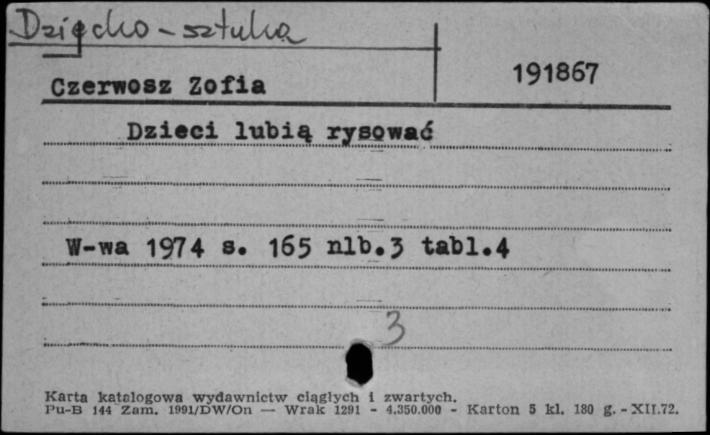 Dziecko - sztuka
Czerwosz Zofia
191867
Dzieci lubią rysować
W-wa 1974 s. 165 nlb.3 tabl.4
3
Karta katalogowa wydawnictw ciągłych i zwartych.
Pu-B 144 Zam. 1991/DW/On — Wrak 1291 - 4.350.000 - Karton 5 kl. 180 g. - XII.72.